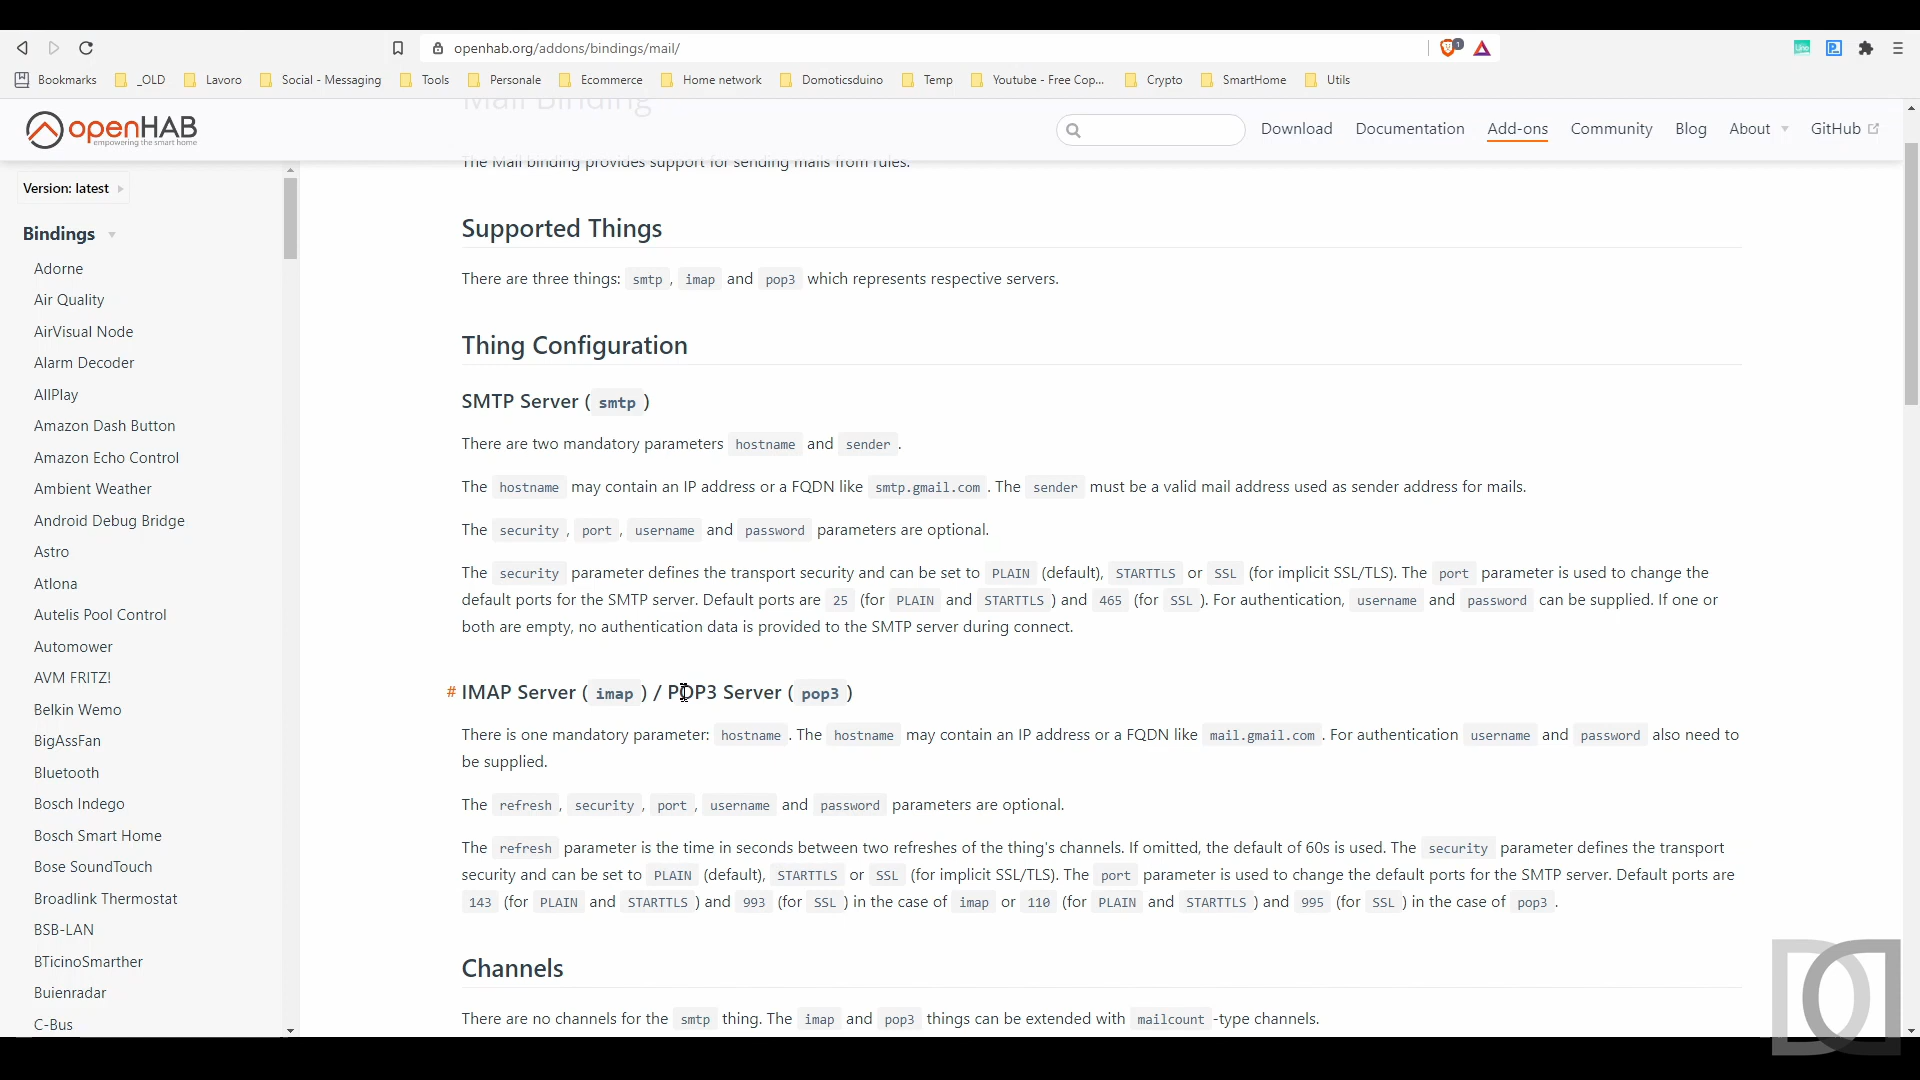 openhab.org/addons/bindings/mail/
1
Bookmarks
_OLD
Lavoro
Social - Messaging
Tools
Personale
Ecommerce
Home network
Domoticsduino
Temp
Youtube - Free Cop...
Crypto
SmartHome
Utils
Mail Binding
openHAB
empowering the smart home
Download
Documentation
Add-ons
Community
Blog
About
GitHub
Version: latest
Bindings
Adorne
Air Quality
AirVisual Node
Alarm Decoder
AllPlay
Amazon Dash Button
Amazon Echo Control
Ambient Weather
Android Debug Bridge
Astro
Atlona
Autelis Pool Control
Automower
AVM FRITZ!
Belkin Wemo
BigAssFan
Bluetooth
Bosch Indego
Bosch Smart Home
Bose SoundTouch
Broadlink Thermostat
BSB-LAN
BTicinoSmarther
Buienradar
C-Bus
The Mail binding provides support for sending mails from rules.
Supported Things
There are three things: smtp , imap and pop3 which represents respective servers.
Thing Configuration
SMTP Server ( smtp )
There are two mandatory parameters hostname and sender .
The hostname may contain an IP address or a FQDN like smtp.gmail.com . The sender must be a valid mail address used as sender address for mails.
The security , port , username and password parameters are optional.
The security parameter defines the transport security and can be set to PLAIN (default), STARTTLS or SSL (for implicit SSL/TLS). The port parameter is used to change the
default ports for the SMTP server. Default ports are 25 (for PLAIN and STARTTLS ) and 465 (for SSL ). For authentication, username and password can be supplied. If one or
both are empty, no authentication data is provided to the SMTP server during connect.
# IMAP Server ( imap ) / POP3 Server ( pop3 )
There is one mandatory parameter: hostname . The hostname may contain an IP address or a FQDN like mail.gmail.com . For authentication username and password also need to
be supplied.
The refresh , security , port , username and password parameters are optional.
The refresh parameter is the time in seconds between two refreshes of the thing's channels. If omitted, the default of 60s is used. The security parameter defines the transport
security and can be set to PLAIN (default), STARTTLS or SSL (for implicit SSL/TLS). The port parameter is used to change the default ports for the SMTP server. Default ports are
143 (for PLAIN and STARTTLS ) and 993 (for SSL ) in the case of imap or 110 (for PLAIN and STARTTLS ) and 995 (for SSL ) in the case of pop3 .
Channels
There are no channels for the smtp thing. The imap and pop3 things can be extended with mailcount -type channels.